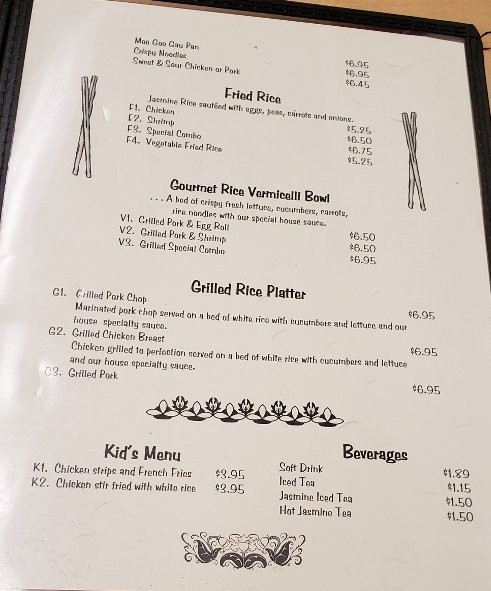 Moo Goo Gau Pan $6.95
Crispy Noodles $6.95
Sweet & Sour Chicken or Pork $6.45
Fried Rice
Jasmine Rice sautéed with eggs, peas, carrots and onions.
F1. Chicken $5.25
F2. Shrimp $6.50
F3. Special Combo $6.75
F4. Vegetable Fried Rice $5.25
Gourmet Rice Vermicelli Bowl
. . . A bed of crispy fresh lettuce, cucumbers, carrots,
rice noodles with our special house sauce.
V1. Grilled Pork & Egg Roll $6.50
V2. Grilled Pork & Shrimp $6.50
V3. Grilled Special Combo $6.95
Grilled Rice Platter
G1. Grilled Pork Chop $6.95
Marinated pork chop served on a bed of white rice with cucumbers and lettuce and our
house specialty sauce.
G2. Grilled Chicken Breast $6.95
Chicken grilled to perfection served on a bed of white rice with cucumbers and lettuce
and our house specialty sauce.
G3. Grilled Pork $6.95
Kid's Menu
K1. Chicken strips and French Fries $3.95
K2. Chicken stir fried with white rice $3.95
Beverages
Soft Drink $1.89
Iced Tea $1.15
Jasmine Iced Tea $1.50
Hot Jasmine Tea $1.50